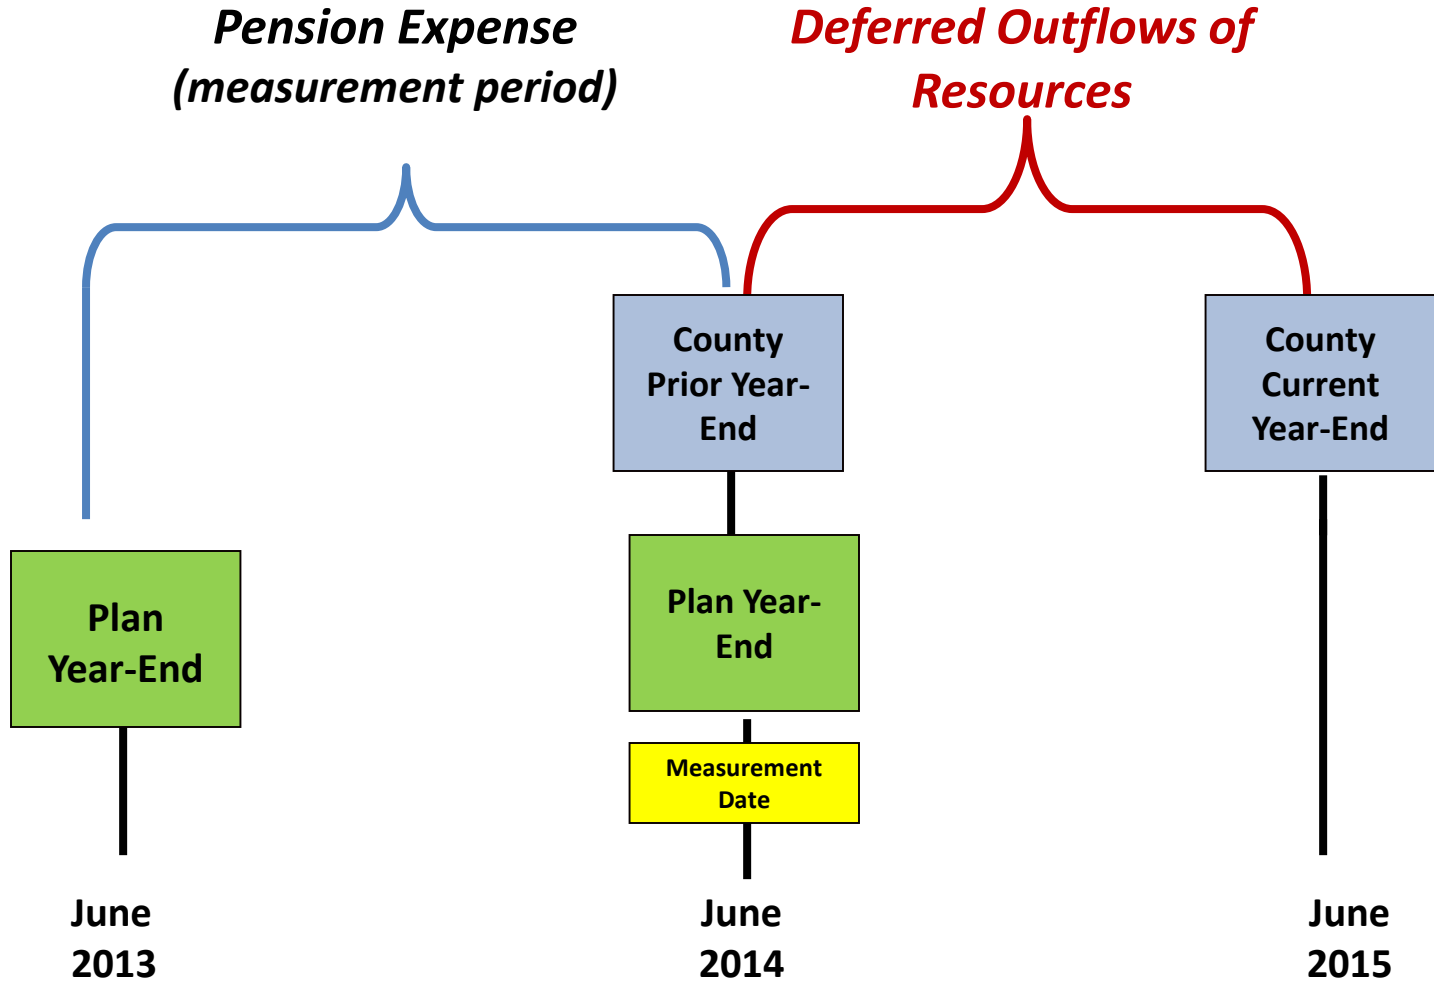 Pension Expense
(measurement period)
Deferred Outflows of
Resources
County
Prior Year-
End
County
Current
Year-End
Plan
Year-End
Plan Year-
End
Measurement
Date
June
2013
June
2014
June
2015